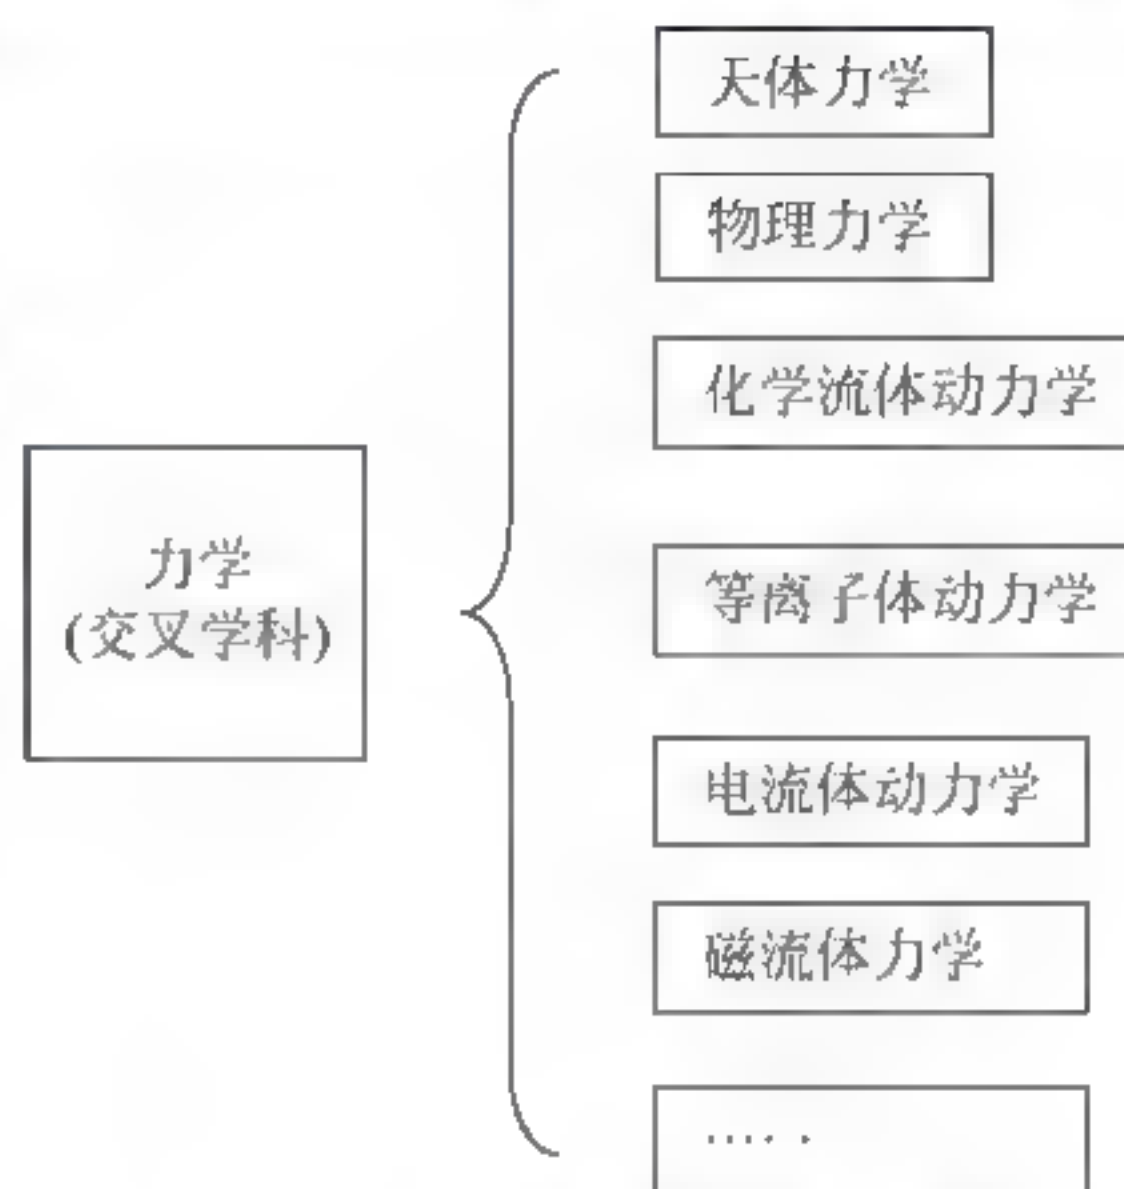 天体力学
物理力学
化学流体动力学
力学
(交叉学科)
等离子体动力学
电流体动力学
磁流体力学
……